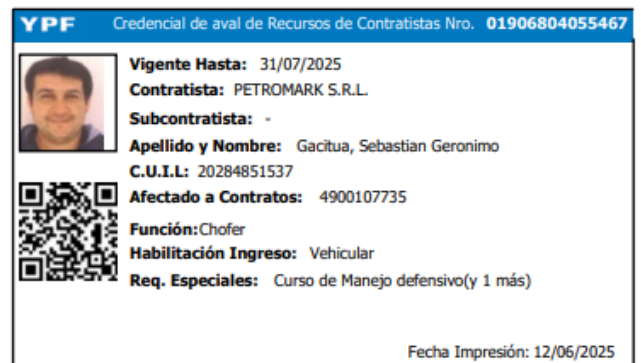 YPF Credencial de aval de Recursos de Contratistas Nro. 01906804055467
Vigente Hasta: 31/07/2025
Contratista: PETROMARK S.R.L.
Subcontratista: -
Apellido y Nombre: Gacitua, Sebastian Geronimo
C.U.I.L: 20284851537
Afectado a Contratos: 4900107735
Función:Chofer
Habilitación Ingreso: Vehicular
Req. Especiales: Curso de Manejo defensivo(y 1 más)
Fecha Impresión: 12/06/2025